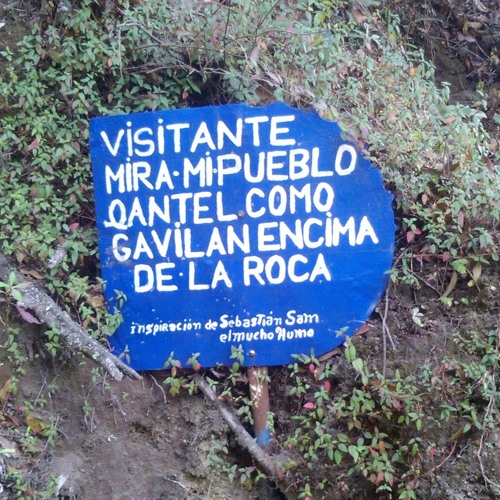 VISITANTE
MIRA·MI·PUEBLO
QANTEL COMO
GAVILAN ENCIMA
DE·LA ROCA
inspiración de Sebastián Sam
el mucho Humo